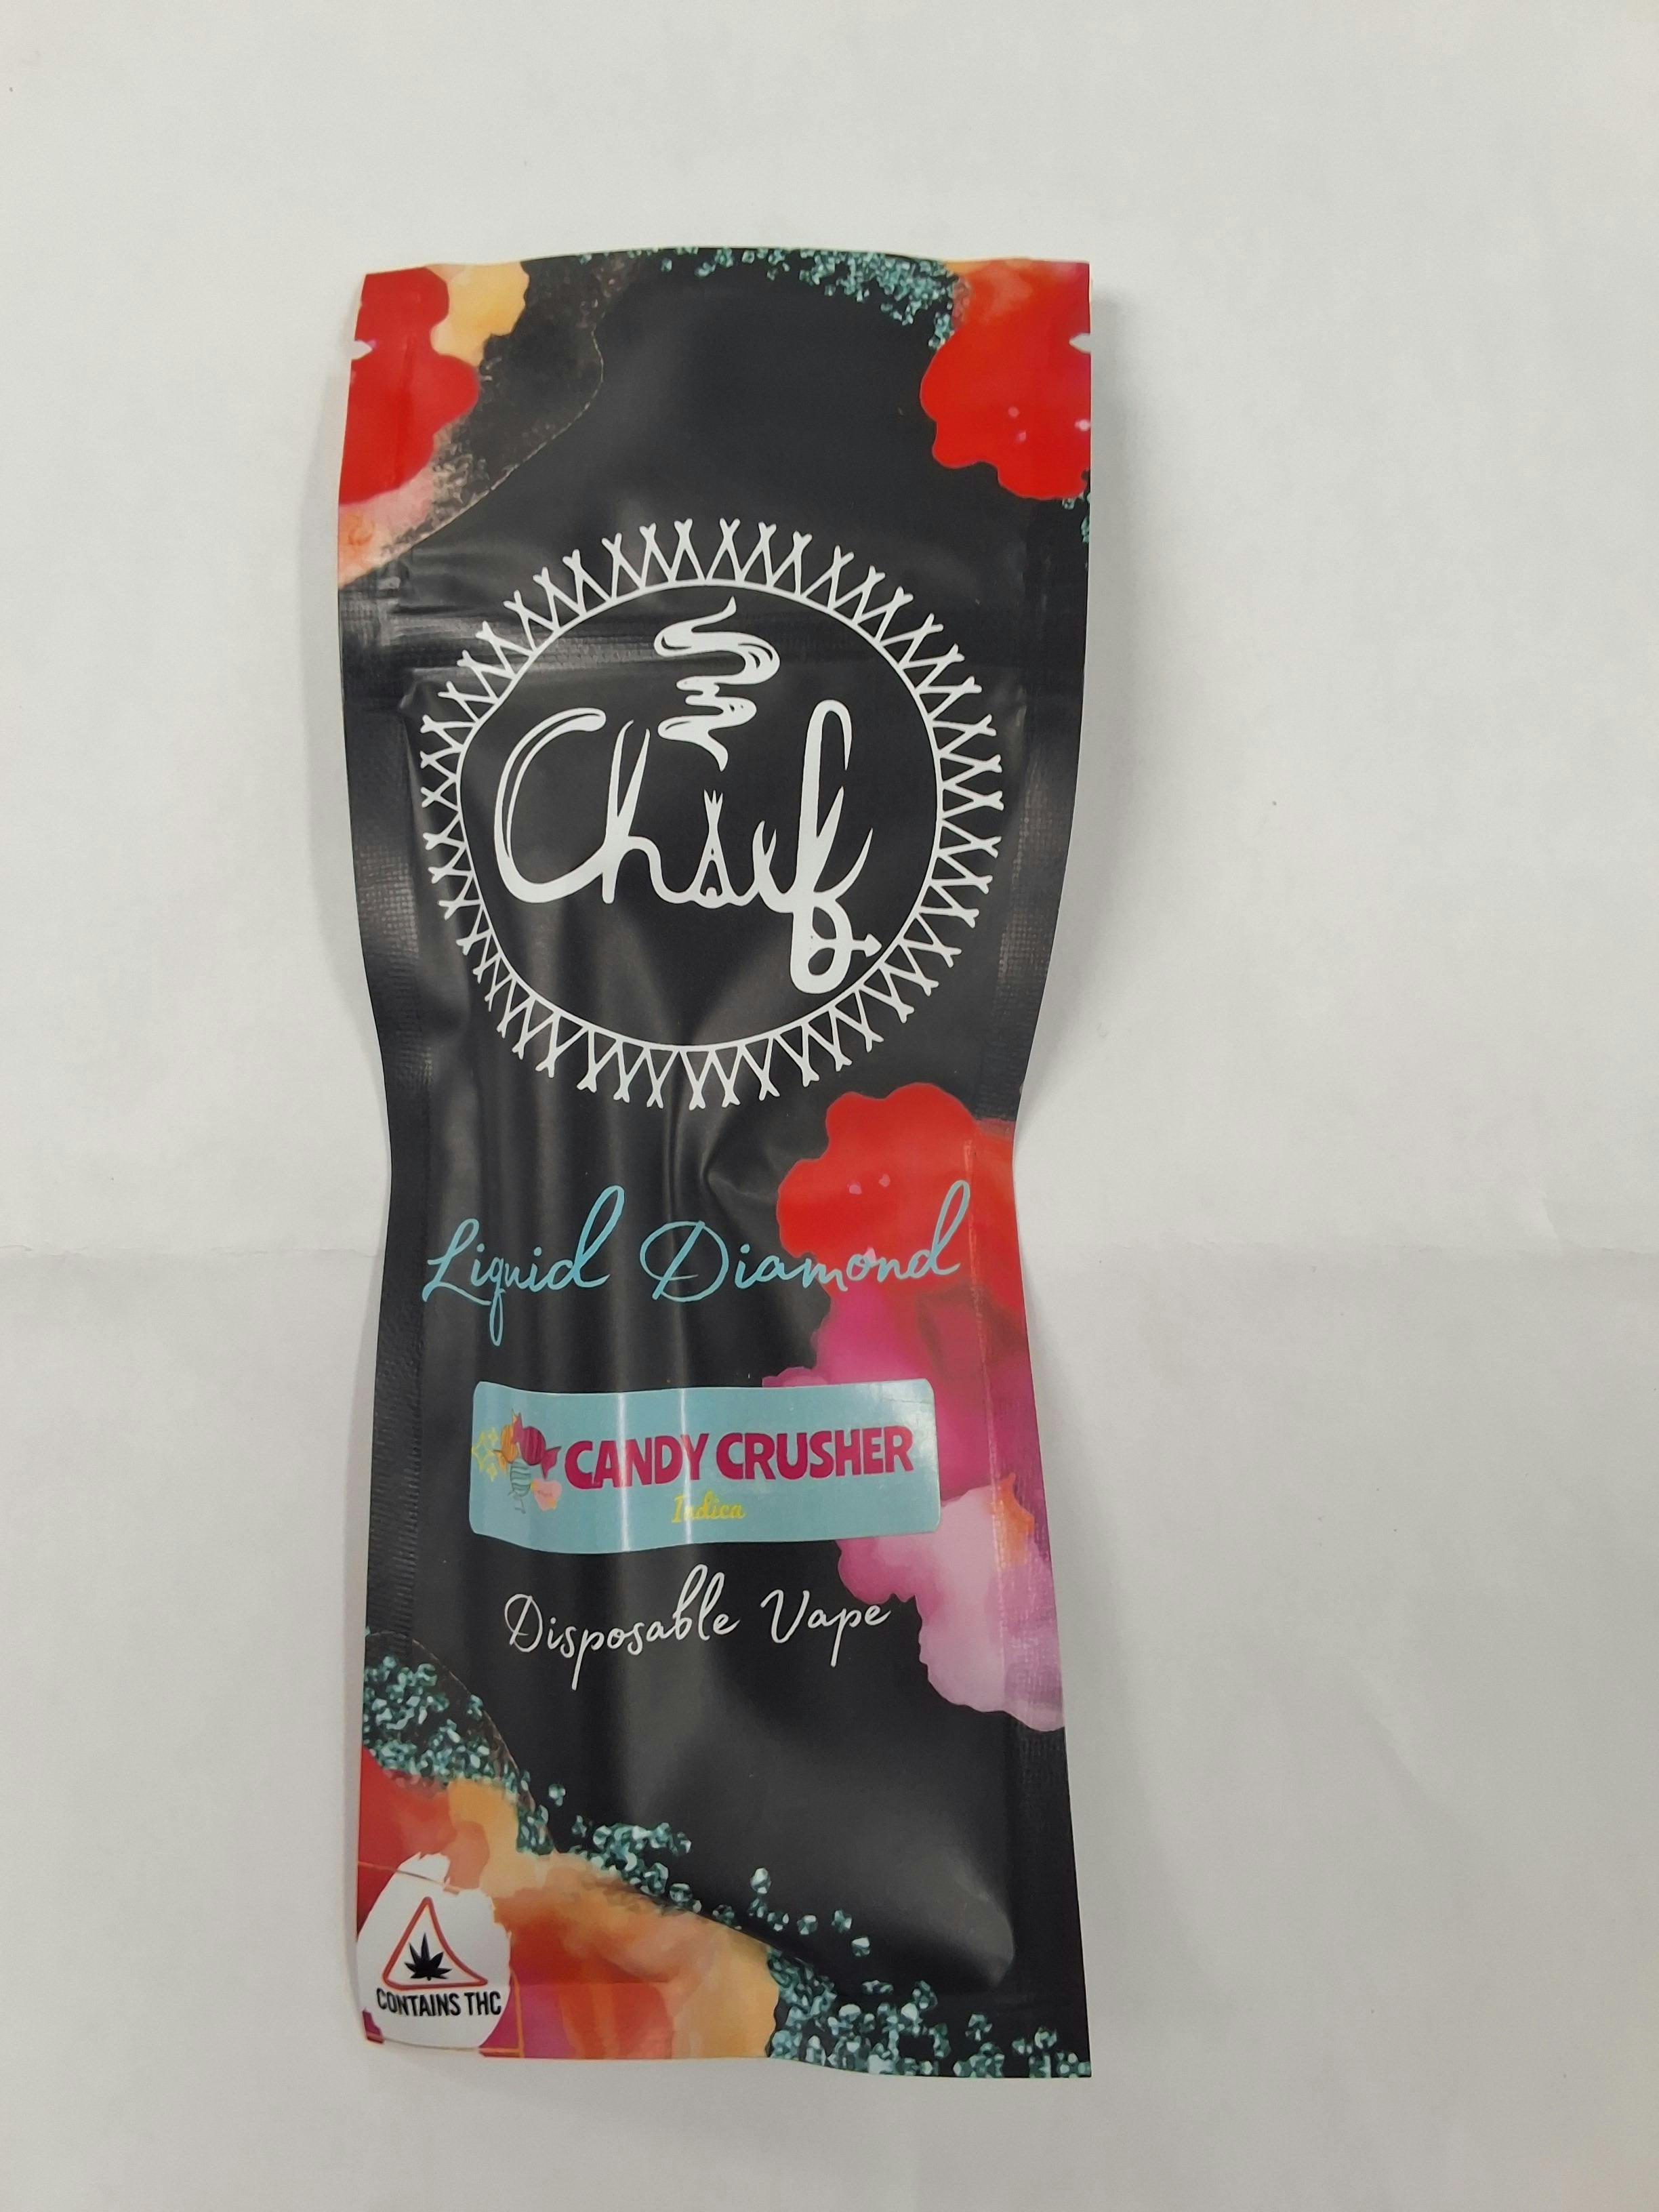 Chief
Liquid Diamond
CANDY CRUSHER
Indica
Disposable Vape
CONTAINS THC